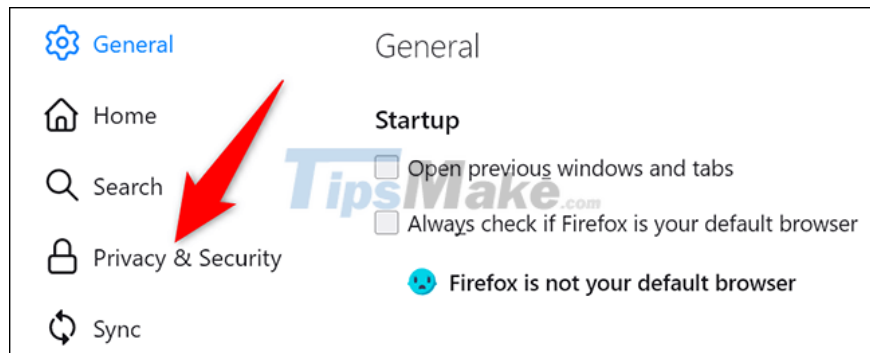 General
Home
Search
Privacy & Security
Sync
General
Startup
Open previous windows and tabs
Always check if Firefox is your default browser
Firefox is not your default browser
TipsMake.com